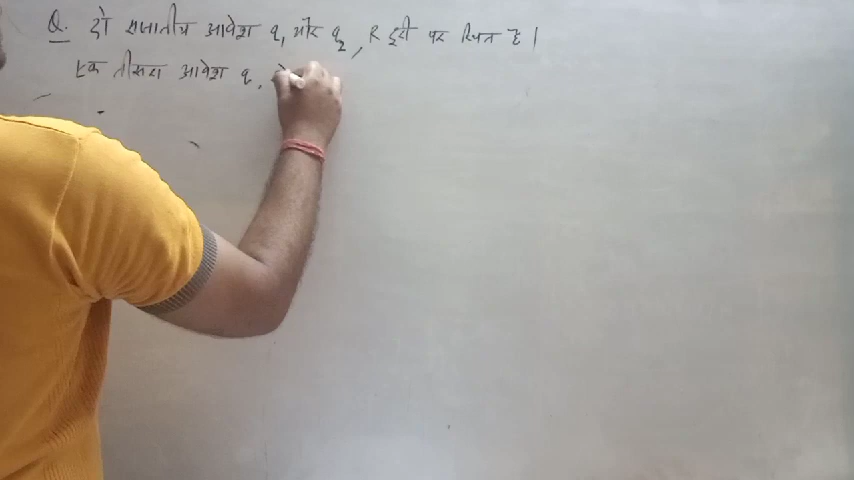 Q. दो सजातीय आवेश q₁ और q₂, r दूरी पर स्थित है।
एक तीसरा आवेश q,